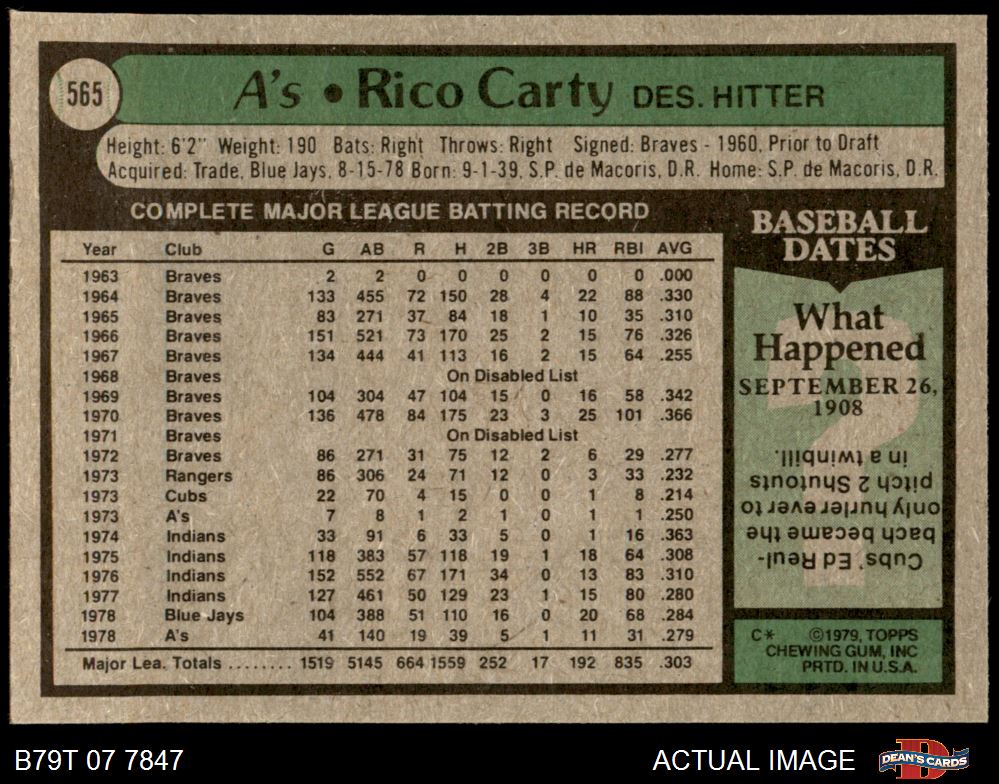 565
A's • Rico Carty DES. HITTER
Height: 6'2" Weight: 190 Bats: Right Throws: Right Signed: Braves - 1960, Prior to Draft
Acquired: Trade, Blue Jays, 8-15-78 Born: 9-1-39, S.P. de Macoris, D.R. Home: S.P. de Macoris, D.R.
COMPLETE MAJOR LEAGUE BATTING RECORD
Year Club G AB R H 2B 3B HR RBI AVG
1963 Braves 2 2 0 0 0 0 0 0 .000
1964 Braves 133 455 72 150 28 4 22 88 .330
1965 Braves 83 271 37 84 18 1 10 35 .310
1966 Braves 151 521 73 170 25 2 15 76 .326
1967 Braves 134 444 41 113 16 2 15 64 .255
1968 Braves On Disabled List
1969 Braves 104 304 47 104 15 0 16 58 .342
1970 Braves 136 478 84 175 23 3 25 101 .366
1971 Braves On Disabled List
1972 Braves 86 271 31 75 12 2 6 29 .277
1973 Rangers 86 306 24 71 12 0 3 33 .232
1973 Cubs 22 70 4 15 0 0 1 8 .214
1973 A's 7 8 1 2 1 0 1 1 .250
1974 Indians 33 91 6 33 5 0 1 16 .363
1975 Indians 118 383 57 118 19 1 18 64 .308
1976 Indians 152 552 67 171 34 0 13 83 .310
1977 Indians 127 461 50 129 23 1 15 80 .280
1978 Blue Jays 104 388 51 110 16 0 20 68 .284
1978 A's 41 140 19 39 5 1 11 31 .279
Major Lea. Totals ........ 1519 5145 664 1559 252 17 192 835 .303
BASEBALL
DATES
What
Happened
SEPTEMBER 26,
1908
?
Cubs' Ed Reul-
bach became the
only hurler ever to
pitch 2 Shutouts
in a twinbill.
C* ©1979, TOPPS
CHEWING GUM, INC
PRTD. IN U.S.A.
B79T 07 7847
ACTUAL IMAGE
DEAN'S CARDS